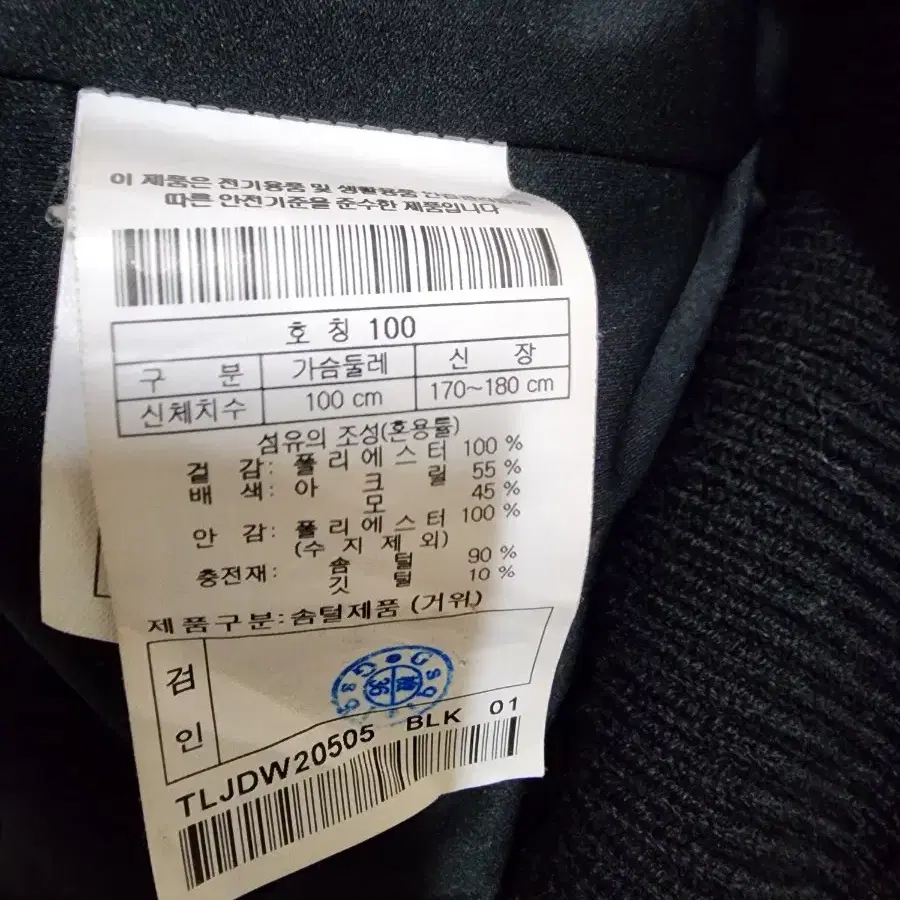 이 제품은 전기용품 및 생활용품
따른 안전기준을 준수한 제품입니다
호 칭 100
구 분 가슴둘레 신 장
신체치수 100 cm 170~180 cm
섬유의 조성(혼용률)
겉 감: 폴리에스터 100 %
배 색: 아 크 릴 55 %
모 45 %
안 감: 폴리에스터 100 %
(수 지 제 외)
충전재: 솜 털 90 %
깃 털 10 %
제품구분:솜털제품 (거위)
검
인
36
TLJDW20505 BLK 01